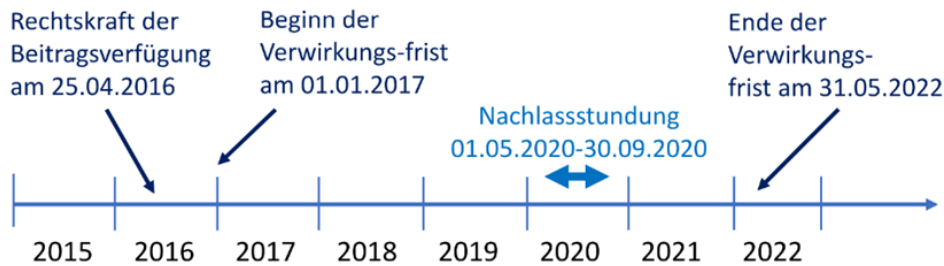 Rechtskraft der
Beitragsverfügung
am 25.04.2016
Beginn der
Verwirkungs-frist
am 01.01.2017
Nachlassstundung
01.05.2020-30.09.2020
Ende der
Verwirkungs-
frist am 31.05.2022
2015 2016 2017 2018 2019 2020 2021 2022